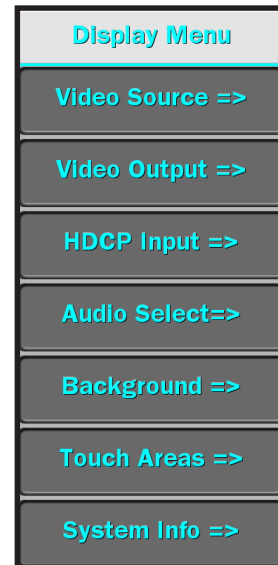 Display Menu
Video Source =>
Video Output =>
HDCP Input =>
Audio Select=>
Background =>
Touch Areas =>
System Info =>